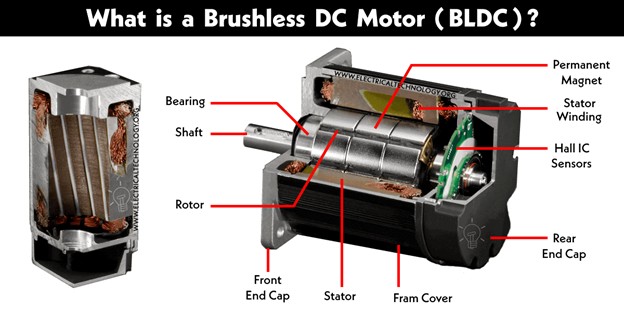 What is a Brushless DC Motor (BLDC)?
WWW.ELECTRICALTECHNOLOGY.ORG
WWW.ELECTRICALTECHNOLOGY.ORG
Bearing
Shaft
Rotor
Front
End Cap
Stator
Fram Cover
Permanent
Magnet
Stator
Winding
Hall IC
Sensors
Rear
End Cap